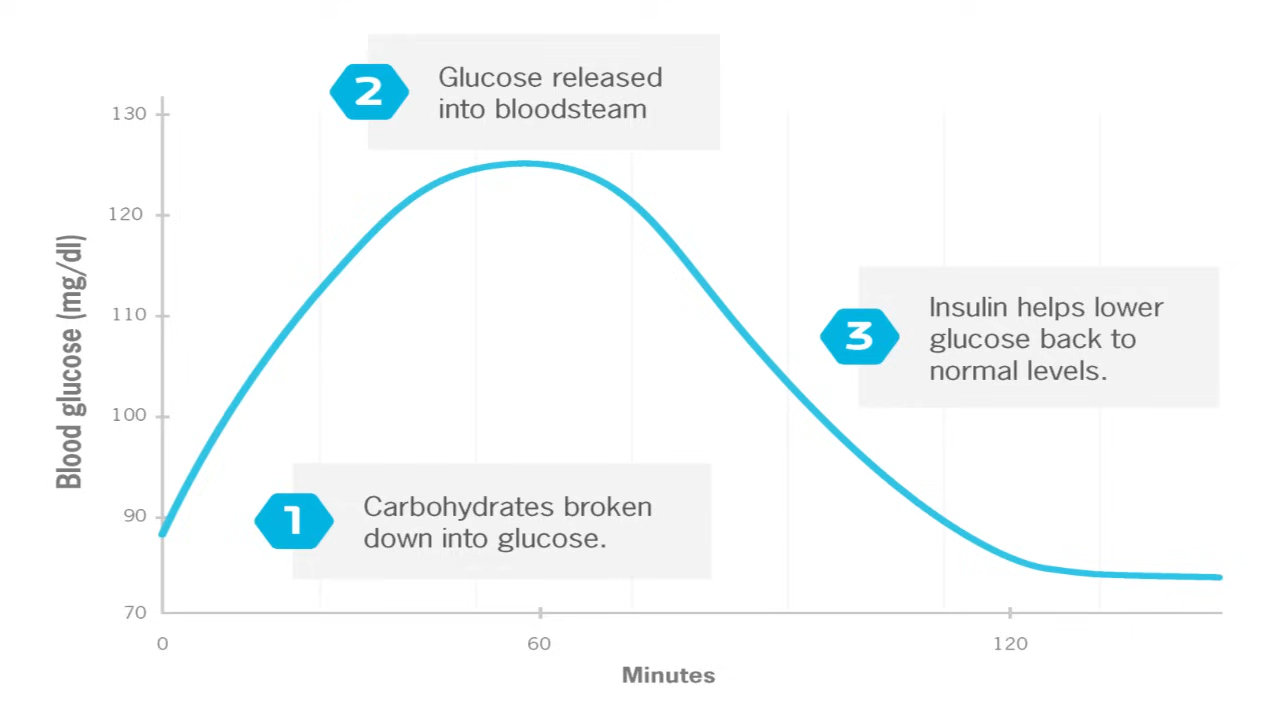 2
Glucose released
into bloodsteam
130
120
110
100
90
70
Blood glucose (mg/dl)
3
Insulin helps lower
glucose back to
normal levels.
1
Carbohydrates broken
down into glucose.
0
60
120
Minutes